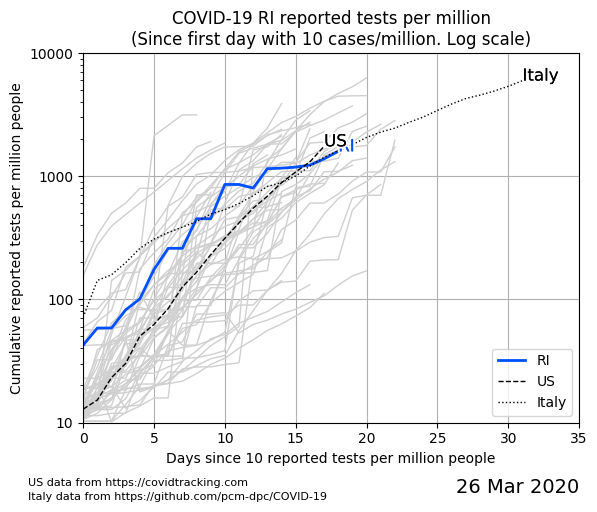 COVID-19 RI reported tests per million
(Since first day with 10 cases/million. Log scale)
Cumulative reported tests per million people
10000
1000
100
10
Italy
US
RI
US
Italy
0 5 10 15 20 25 30 35
Days since 10 reported tests per million people
US data from https://covidtracking.com
Italy data from https://github.com/pcm-dpc/COVID-19
26 Mar 2020